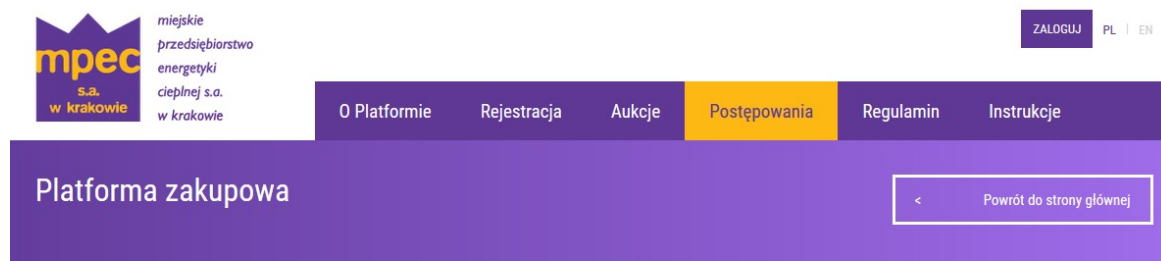 mpec
s.a.
w krakowie
miejskie
przedsiębiorstwo
energetyki
cieplnej s.a.
w krakowie
ZALOGUJ PL EN
O Platformie Rejestracja Aukcje Postępowania Regulamin Instrukcje
Platforma zakupowa
< Powrót do strony głównej